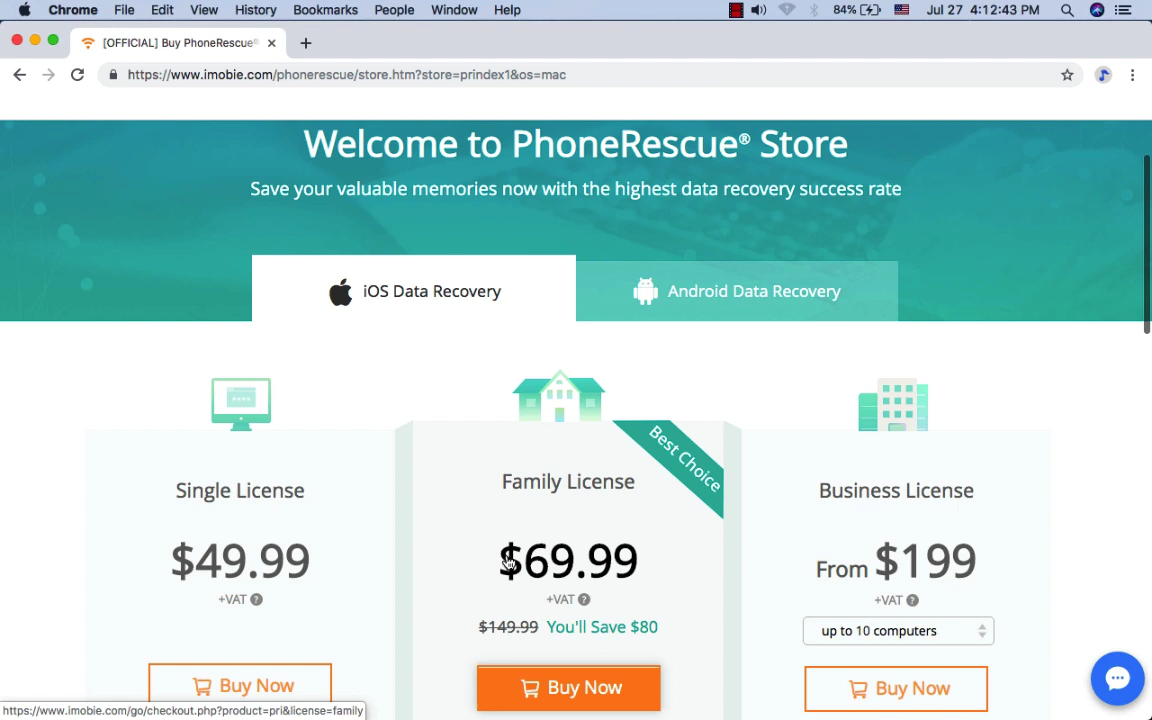 Chrome File Edit View History Bookmarks People Window Help 84% Jul 27 4:12:43 PM
[OFFICIAL] Buy PhoneRescue®
https://www.imobie.com/phonerescue/store.htm?store=prindex1&os=mac
Welcome to PhoneRescue® Store
Save your valuable memories now with the highest data recovery success rate
iOS Data Recovery
Android Data Recovery
Single License
$49.99
+VAT ?
Buy Now
Best Choice
Family License
$69.99
+VAT ?
$149.99 You'll Save $80
Buy Now
Business License
From $199
+VAT ?
up to 10 computers
Buy Now
https://www.imobie.com/go/checkout.php?product=pri&license=family